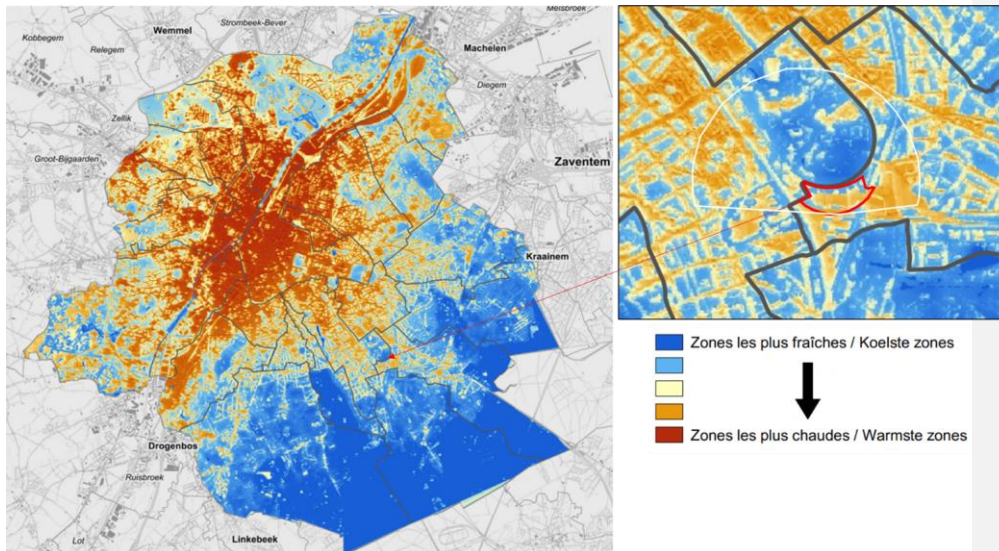 Melsbroek
Strombeek-Bever
Wemmel
Kobbegem
Relegem
Machelen
Diegem
Zellik
Groot-Bijgaarden
Zaventem
Kraainem
Drogenbos
Ruisbroek
Linkebeek
Lot
Zones les plus fraîches / Koelste zones
Zones les plus chaudes / Warmste zones